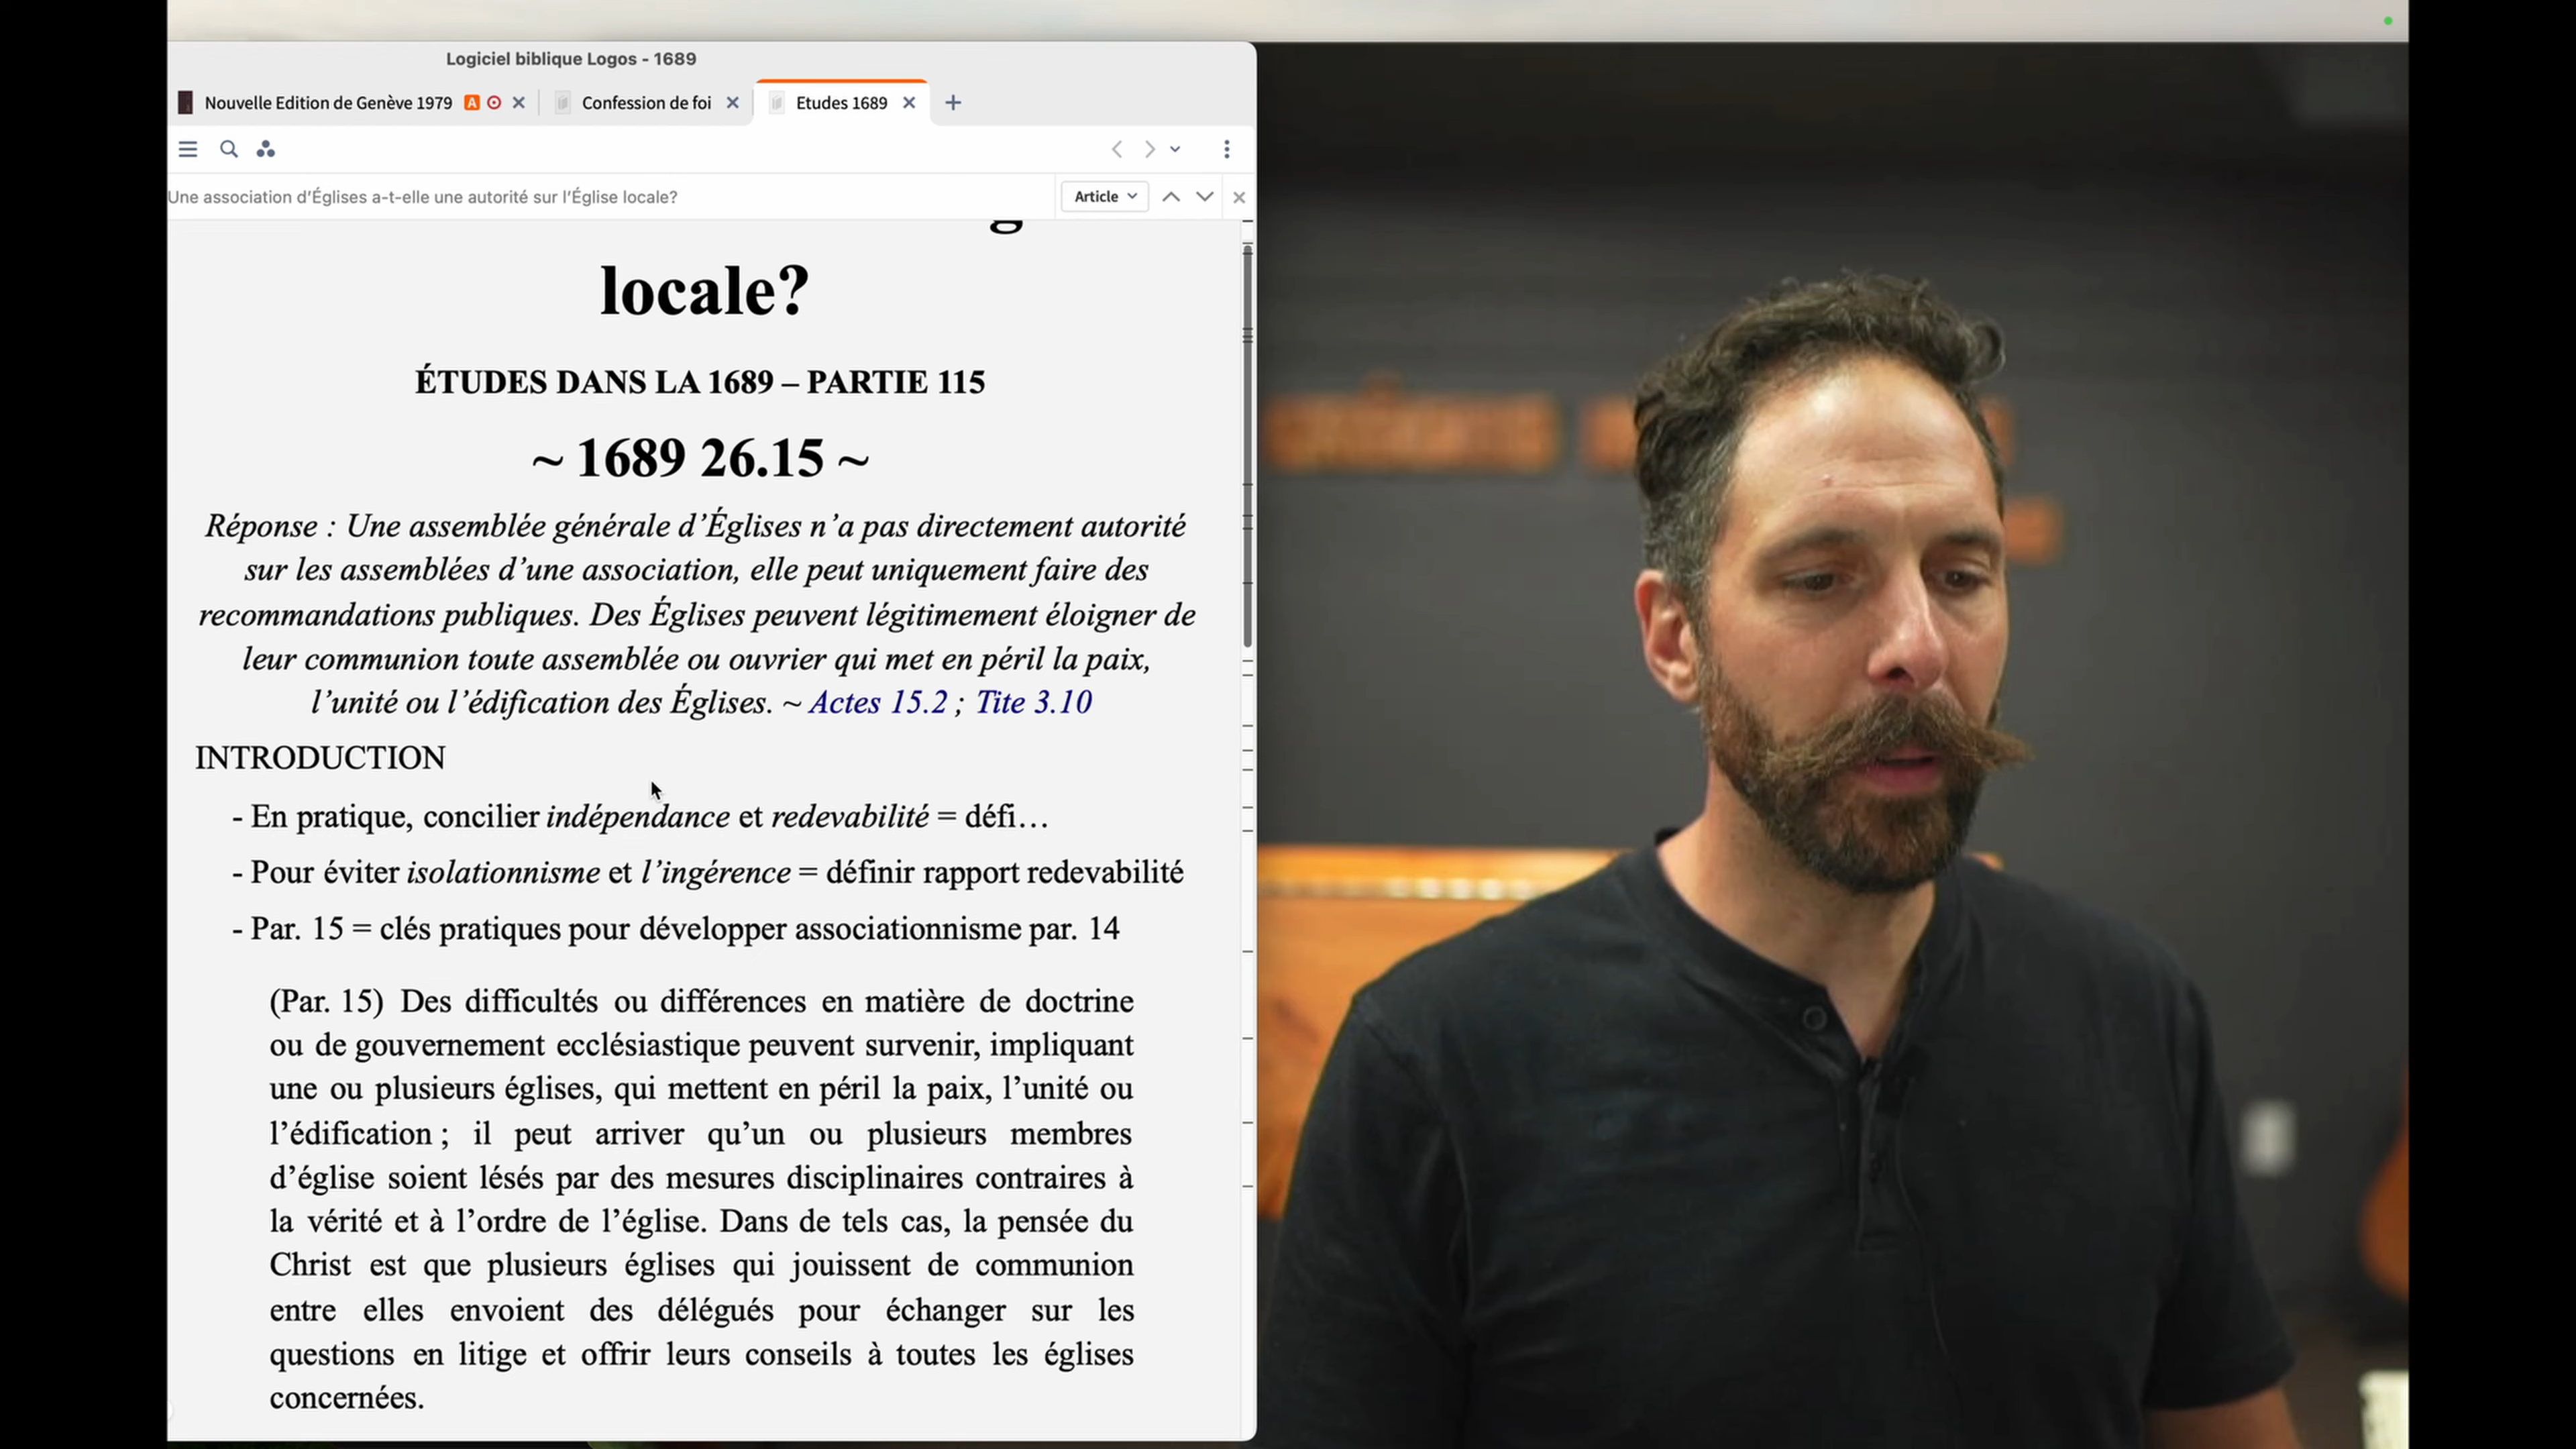 Logiciel biblique Logos - 1689
Nouvelle Edition de Genève 1979 A
Confession de foi
Etudes 1689
Une association d'Églises a-t-elle une autorité sur l'Église locale?
Article
locale?
ÉTUDES DANS LA 1689 – PARTIE 115
~ 1689 26.15 ~
Réponse : Une assemblée générale d'Églises n'a pas directement autorité
sur les assemblées d'une association, elle peut uniquement faire des
recommandations publiques. Des Églises peuvent légitimement éloigner de
leur communion toute assemblée ou ouvrier qui met en péril la paix,
l'unité ou l'édification des Églises. ~ Actes 15.2 ; Tite 3.10
INTRODUCTION
- En pratique, concilier indépendance et redevabilité = défi…
- Pour éviter isolationnisme et l'ingérence = définir rapport redevabilité
- Par. 15 = clés pratiques pour développer associationnisme par. 14
(Par. 15) Des difficultés ou différences en matière de doctrine
ou de gouvernement ecclésiastique peuvent survenir, impliquant
une ou plusieurs églises, qui mettent en péril la paix, l'unité ou
l'édification ; il peut arriver qu'un ou plusieurs membres
d'église soient lésés par des mesures disciplinaires contraires à
la vérité et à l'ordre de l'église. Dans de tels cas, la pensée du
Christ est que plusieurs églises qui jouissent de communion
entre elles envoient des délégués pour échanger sur les
questions en litige et offrir leurs conseils à toutes les églises
concernées.